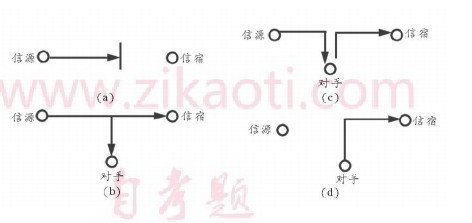 信源
信宿
(a)
信源
信宿
对手
(c)
www.zikaoti.com
信源
信宿
对手
(b)
信源
信宿
对手
(d)
自考题